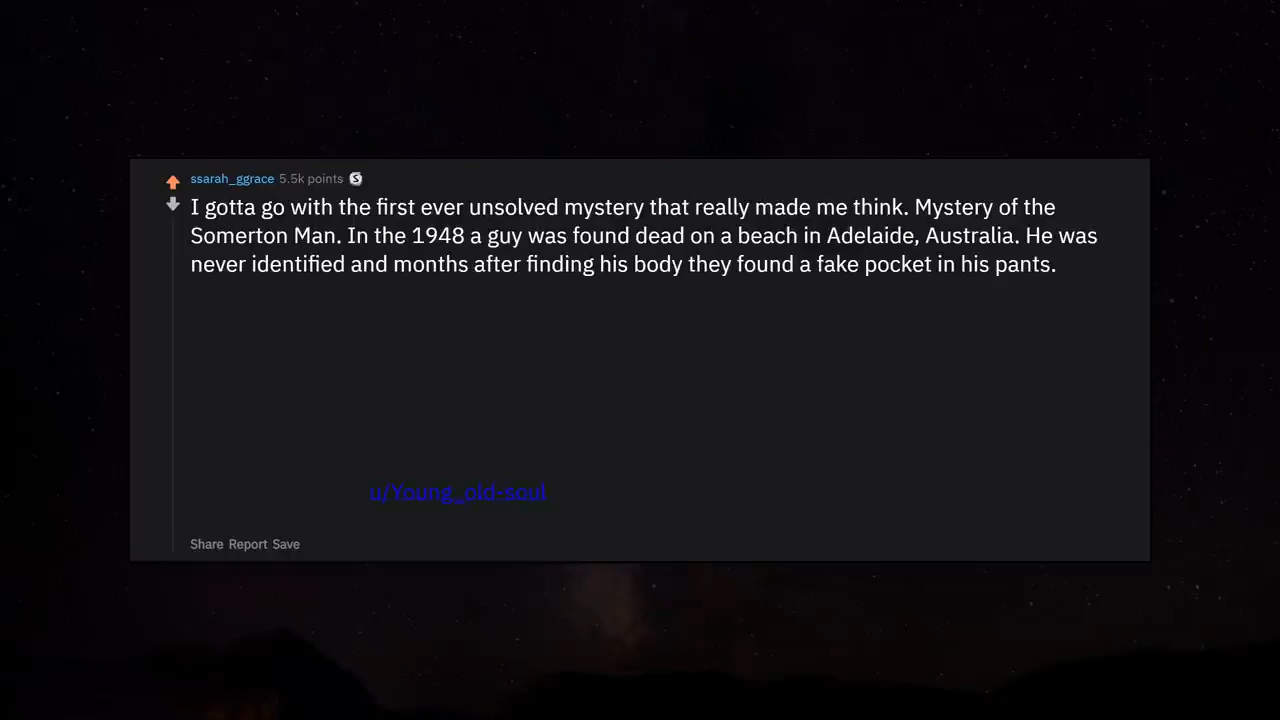 ssarah_ggrace 5.5k points S
I gotta go with the first ever unsolved mystery that really made me think. Mystery of the
Somerton Man. In the 1948 a guy was found dead on a beach in Adelaide, Australia. He was
never identified and months after finding his body they found a fake pocket in his pants.
u/Young_old-soul
Share Report Save